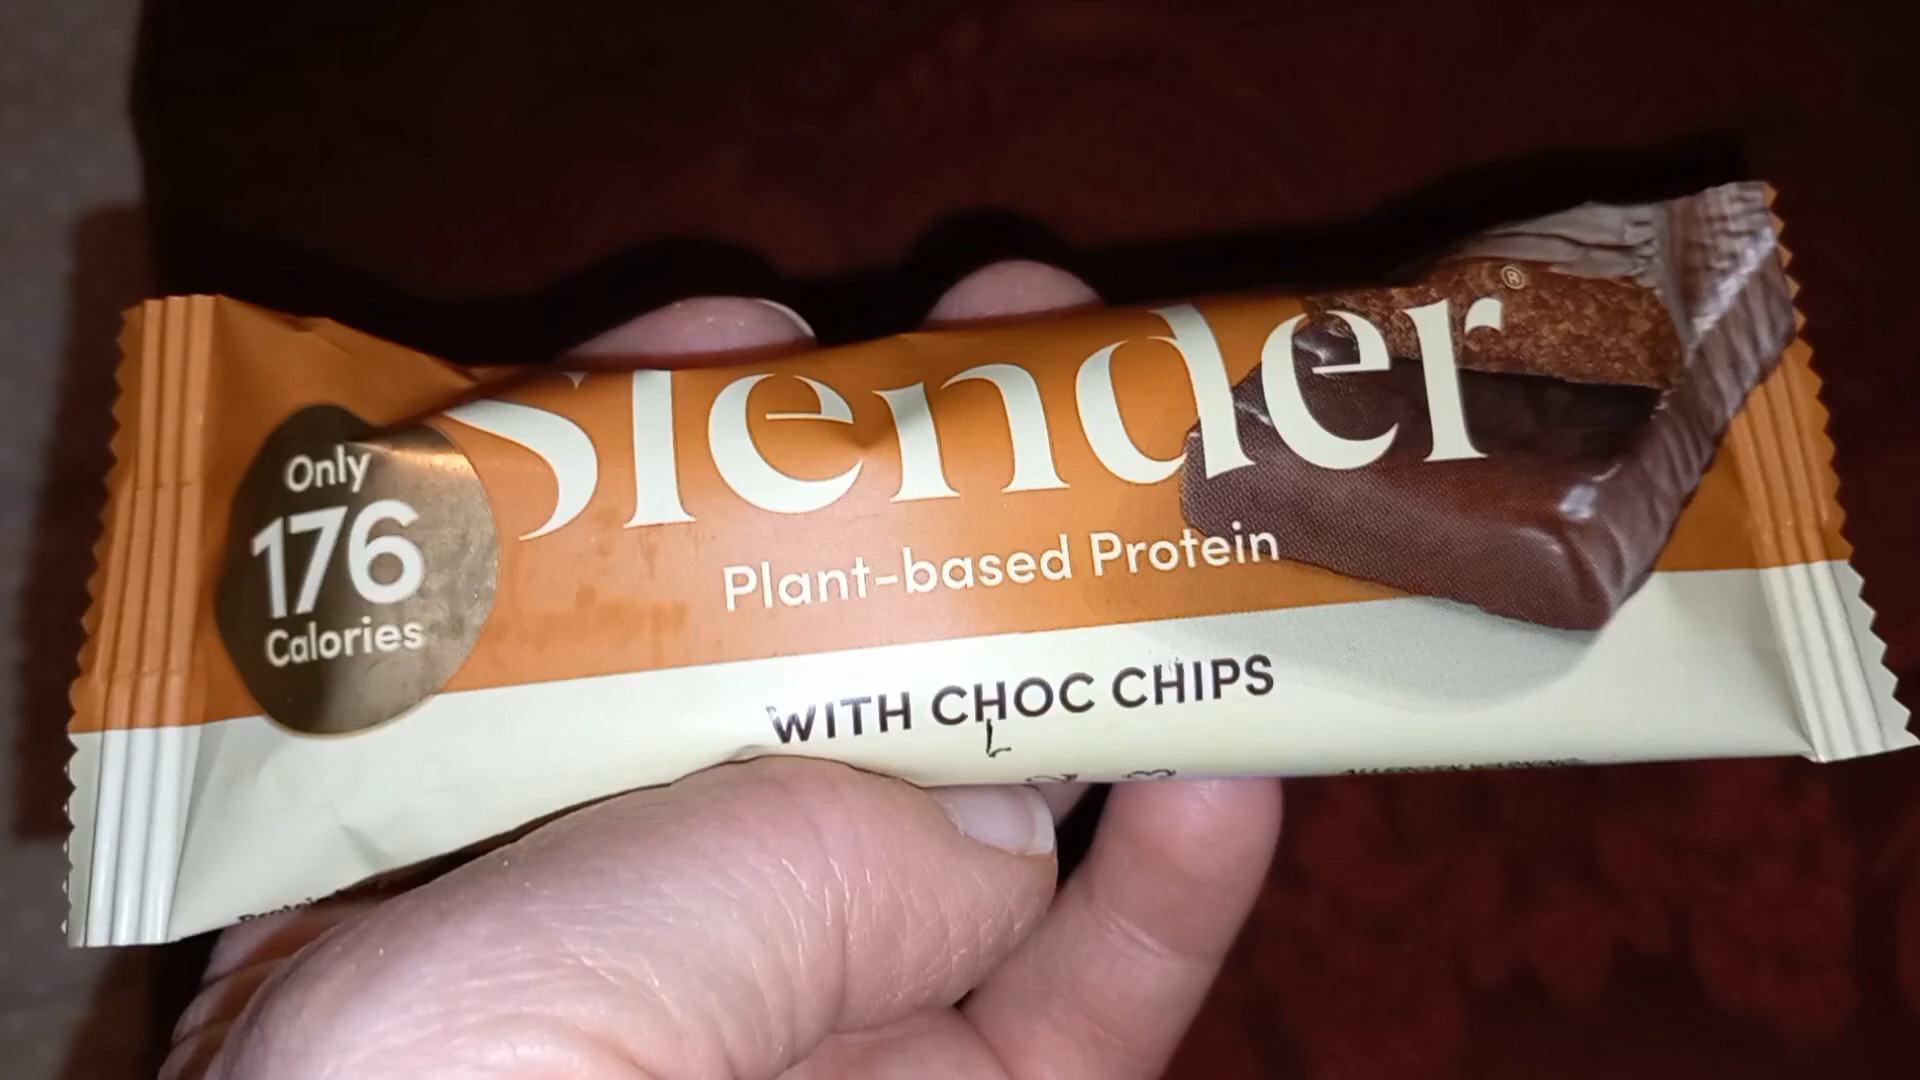 Only
176
Calories
Slender®
Plant-based Protein
WITH CHOC CHIPS